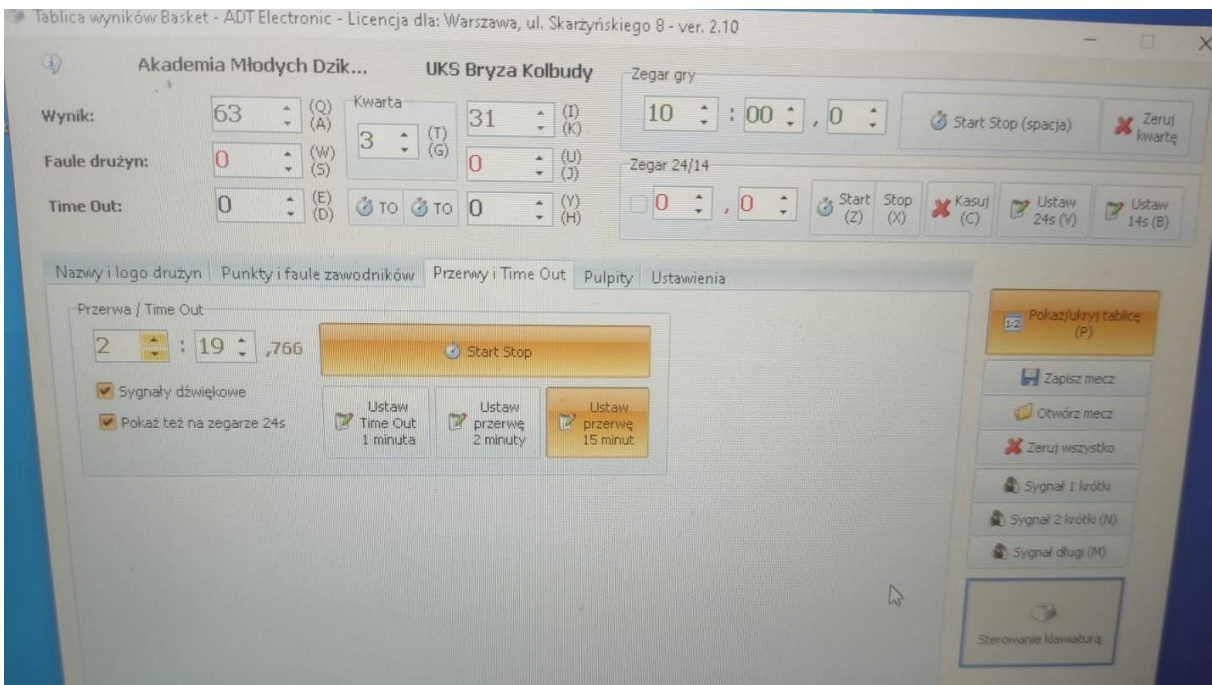 Tablica wyników Basket - ADT Electronic - Licencja dla: Warszawa, ul. Skarżyńskiego 8 - ver. 2.10
Akademia Młodych Dzik... UKS Bryza Kolbudy
Wynik: 63 (Q) (A)
Kwarta
3 (T) (G)
31 (I) (K)
Faule drużyn: 0 (W) (S)
0 (U) (J)
Time Out: 0 (E) (D)
TO TO
0 (Y) (H)
Zegar gry
10 : 00 , 0
Start Stop (spacja)
Zeruj
kwartę
Zegar 24/14
0 , 0
Start
(Z)
Stop
(X)
Kasuj
(C)
Ustaw
24s (V)
Ustaw
14s (B)
Nazwy i logo drużyn Punkty i faule zawodników Przerwy i Time Out Pulpity Ustawienia
Przerwa / Time Out
2 : 19 ,766
Start Stop
Sygnały dźwiękowe
Pokaż też na zegarze 24s
Ustaw
Time Out
1 minuta
Ustaw
przerwę
2 minuty
Ustaw
przerwę
15 minut
1-2
Pokaż/ukryj tablicę
(P)
Zapisz mecz
Otwórz mecz
Zeruj wszystko
Sygnał 1 krótki
Sygnał 2 krótki (N)
Sygnał długi (M)
Sterowanie klawiaturą